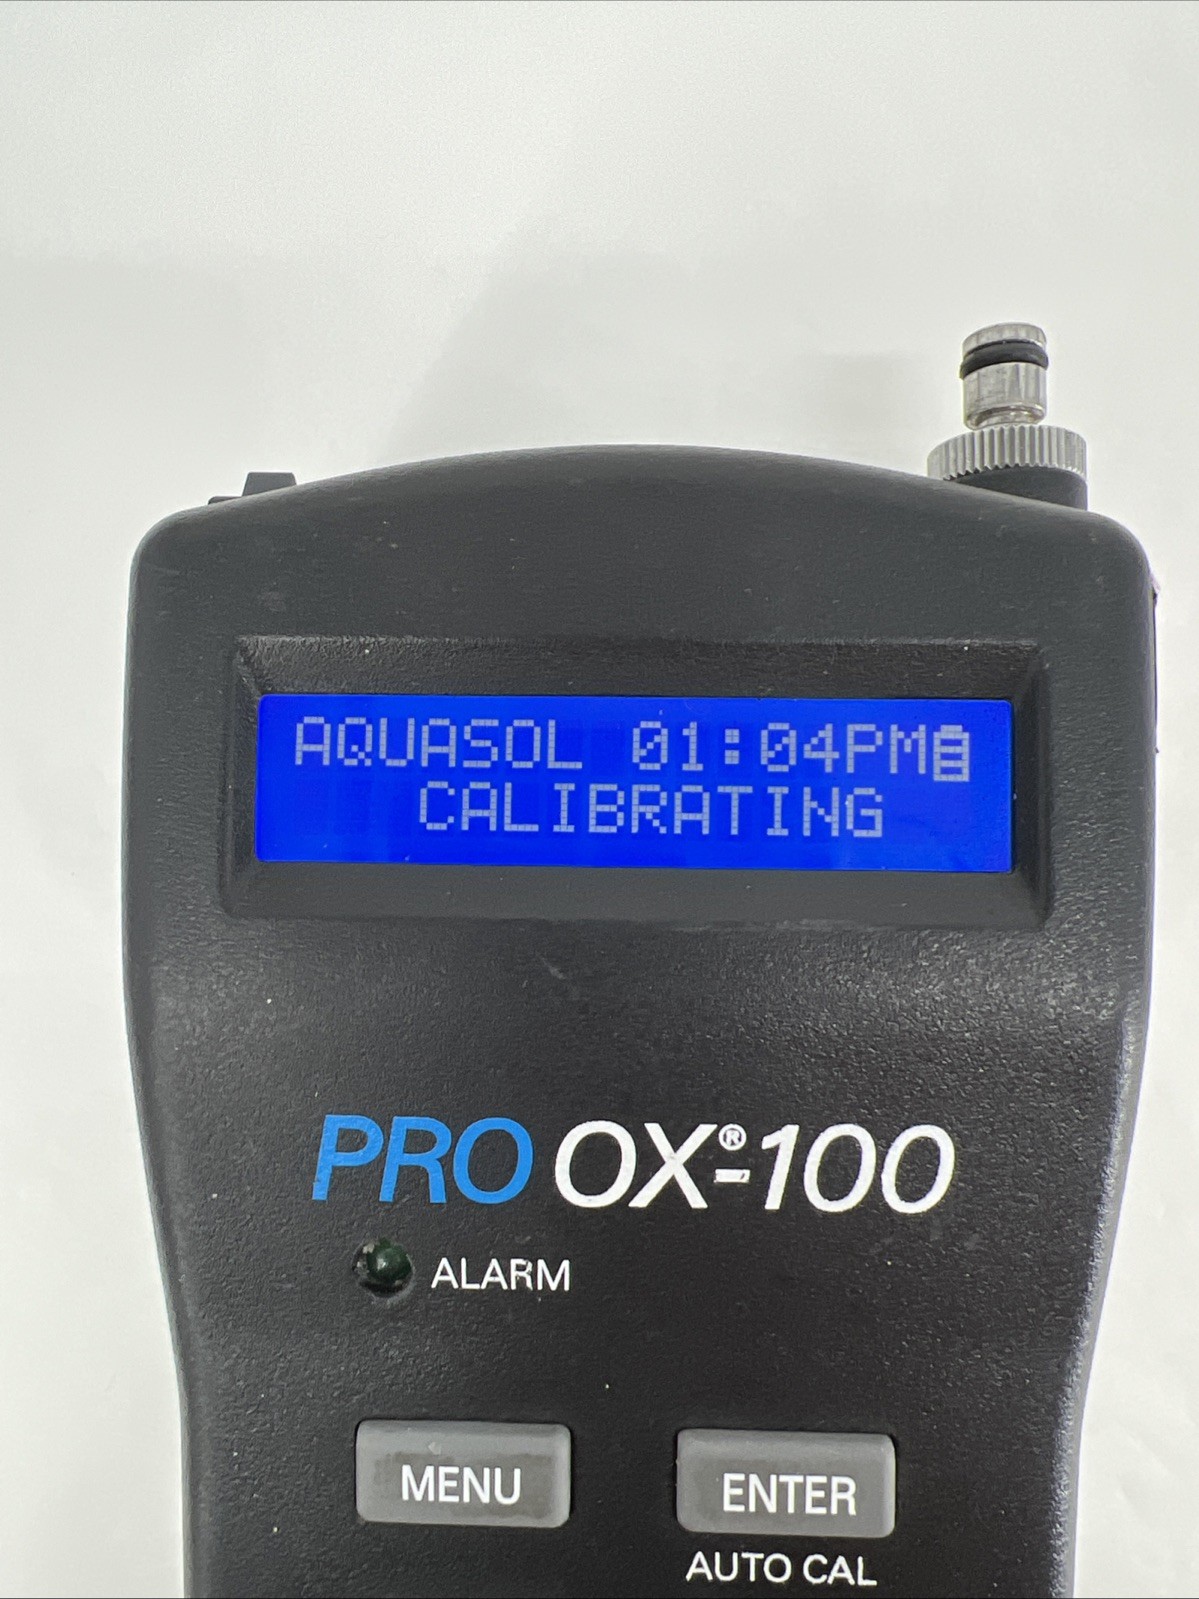 AQUASOL 01:04PM
CALIBRATING
PRO OX®-100
ALARM
MENU
ENTER
AUTO CAL